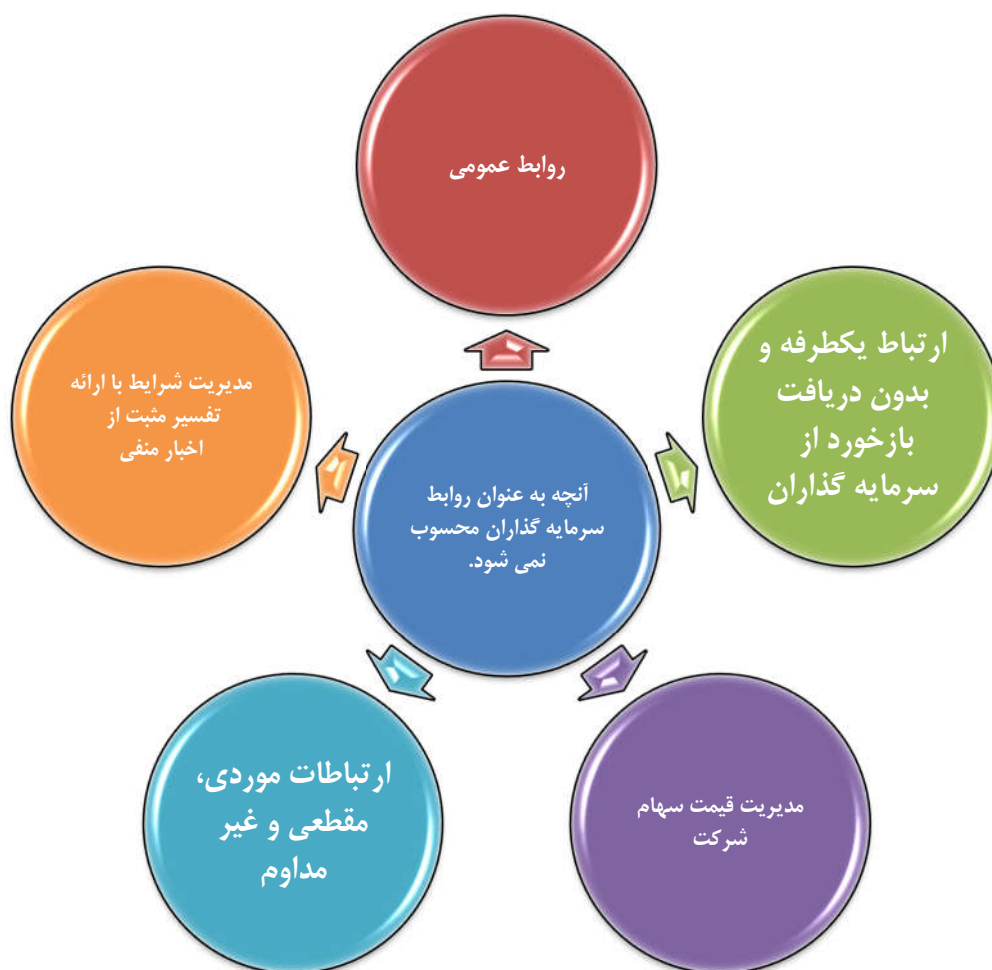 روابط عمومی
ارتباط یکطرفه و
بدون دریافت
بازخورد از
سرمایه گذاران
مدیریت شرایط با ارائه
تفسیر مثبت از
اخبار منفی
آنچه به عنوان روابط
سرمایه گذاران محسوب
نمی شود.
مدیریت قیمت سهام
شرکت
ارتباطات موردی،
مقطعی و غیر
مداوم